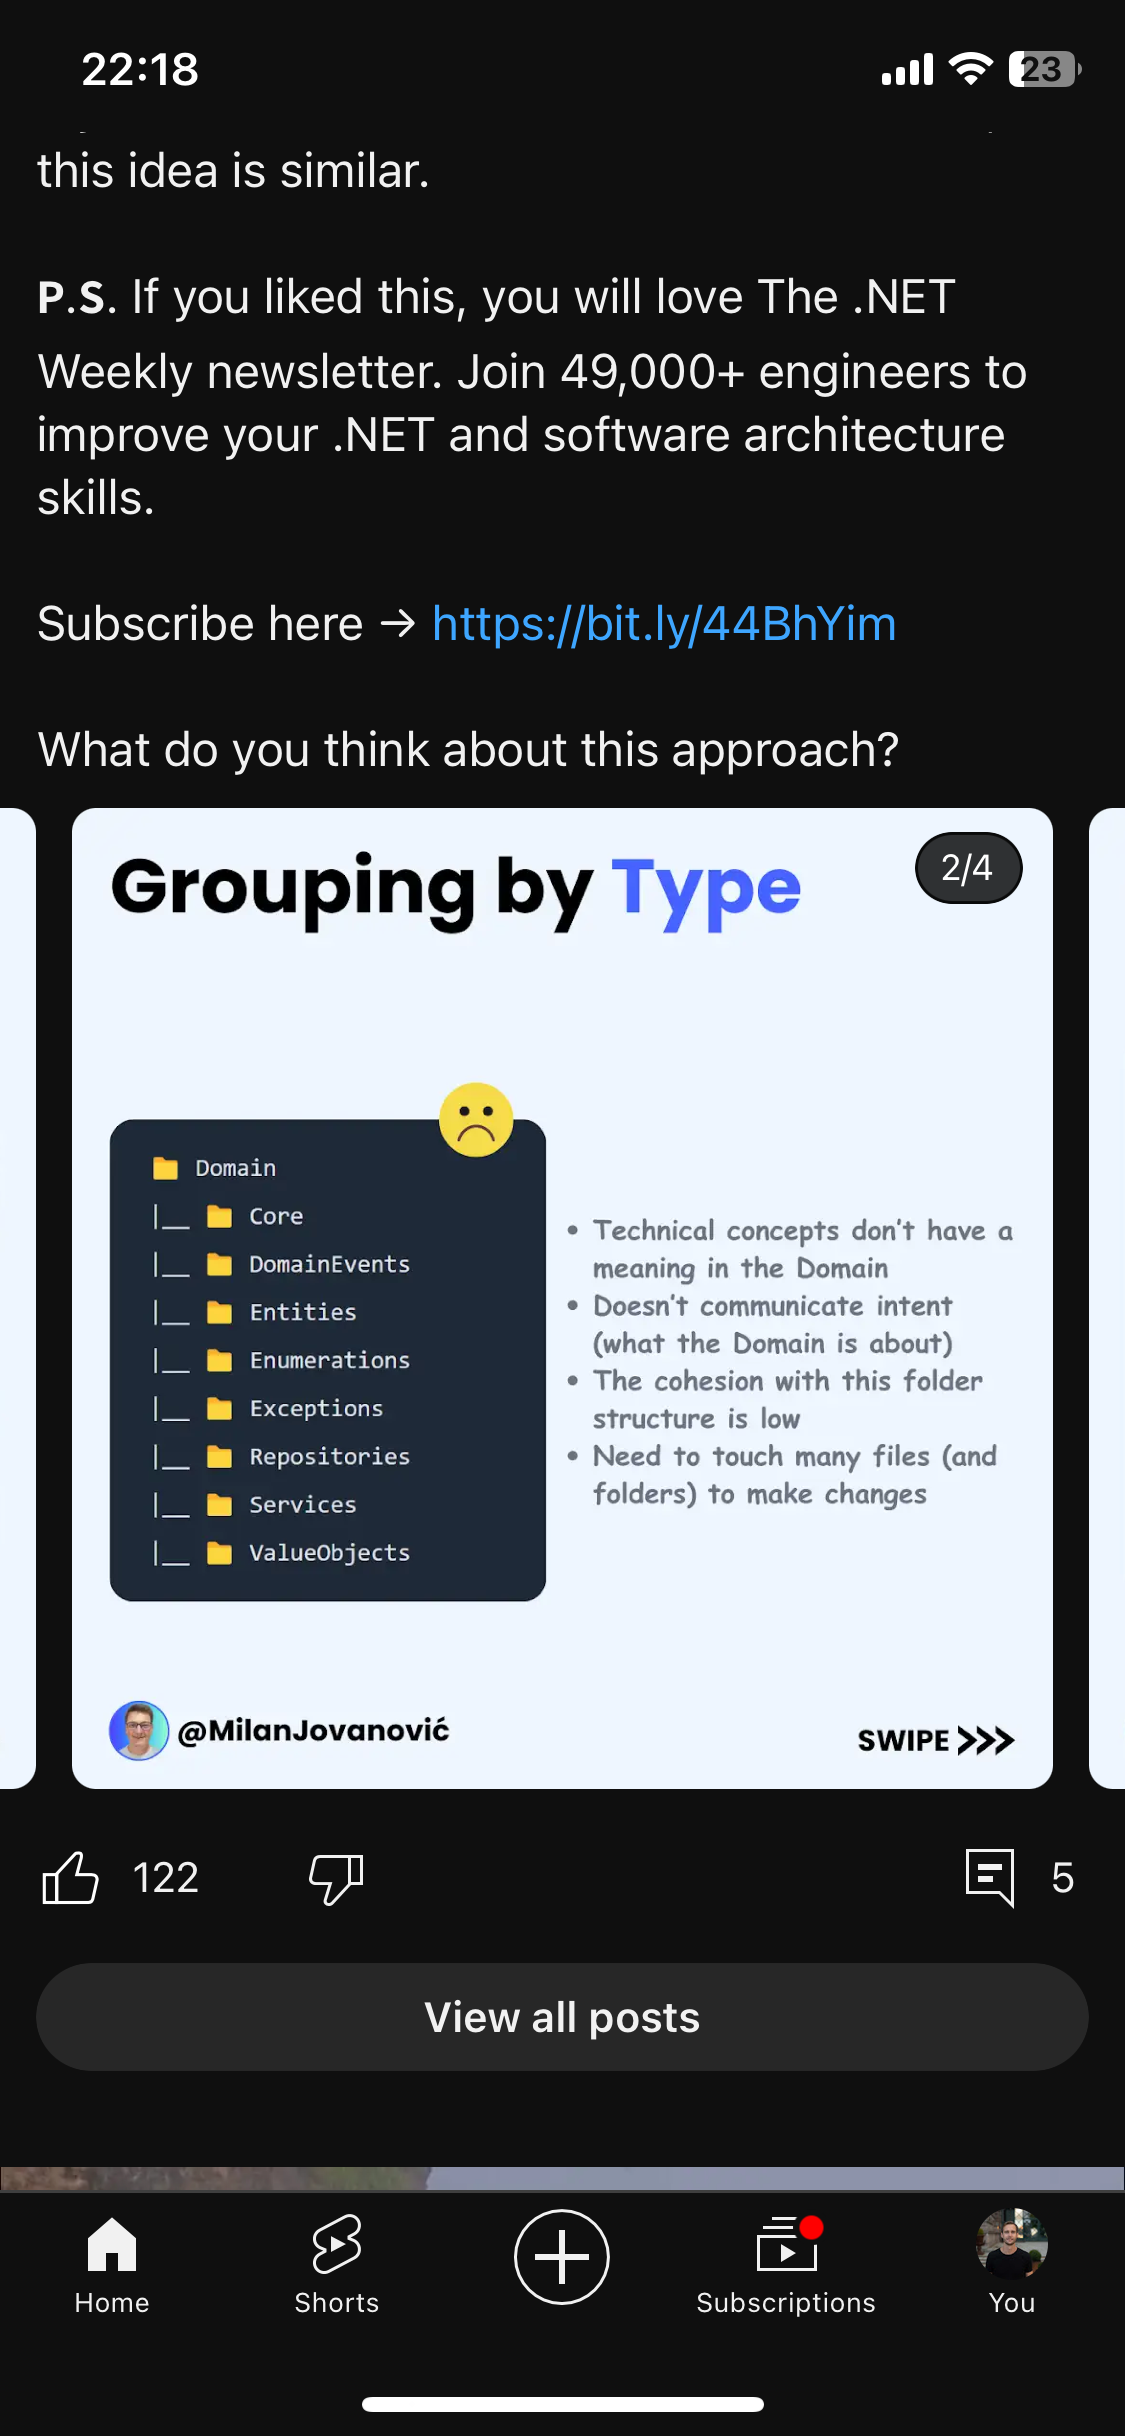 22:18
23
this idea is similar.
P.S. If you liked this, you will love The .NET
Weekly newsletter. Join 49,000+ engineers to
improve your .NET and software architecture
skills.
Subscribe here → https://bit.ly/44BhYim
What do you think about this approach?
Grouping by Type
2/4
Domain
|__ Core
|__ DomainEvents
|__ Entities
|__ Enumerations
|__ Exceptions
|__ Repositories
|__ Services
|__ ValueObjects
• Technical concepts don't have a
meaning in the Domain
• Doesn't communicate intent
(what the Domain is about)
• The cohesion with this folder
structure is low
• Need to touch many files (and
folders) to make changes
@MilanJovanović
SWIPE >>>
122
5
View all posts
Home
Shorts
Subscriptions
You